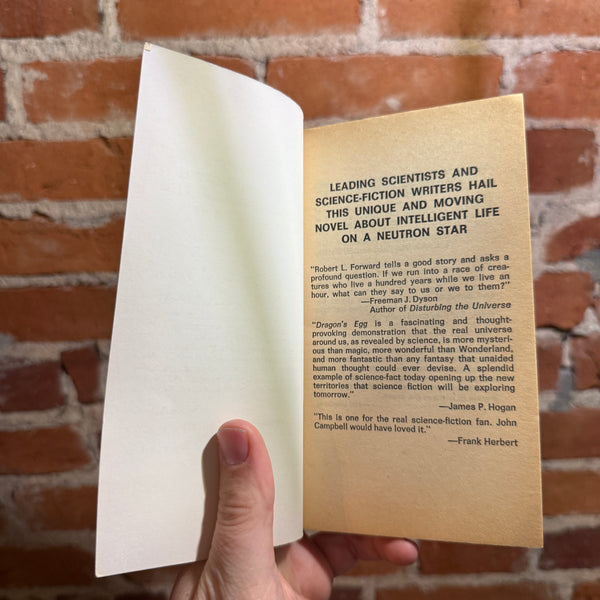 LEADING SCIENTISTS AND
SCIENCE-FICTION WRITERS HAIL
THIS UNIQUE AND MOVING
NOVEL ABOUT INTELLIGENT LIFE
ON A NEUTRON STAR
"Robert L. Forward tells a good story and asks a
profound question. If we run into a race of crea-
tures who live a hundred years while we live an
hour, what can they say to us or we to them?"
—Freeman J. Dyson
Author of Disturbing the Universe
"Dragon's Egg is a fascinating and thought-
provoking demonstration that the real universe
around us, as revealed by science, is more mysteri-
ous than magic, more wonderful than Wonderland,
and more fantastic than any fantasy that unaided
human thought could ever devise. A splendid
example of science-fact today opening up the new
territories that science fiction will be exploring
tomorrow."
—James P. Hogan
"This is one for the real science-fiction fan. John
Campbell would have loved it."
—Frank Herbert